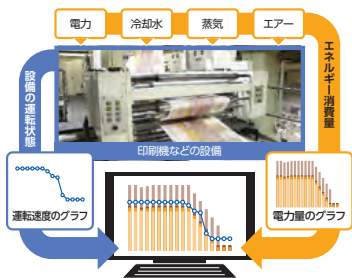 電力
冷却水
蒸気
エアー
設備の運転状態
エネルギー消費量
印刷機などの設備
運転速度のグラフ
電力量のグラフ